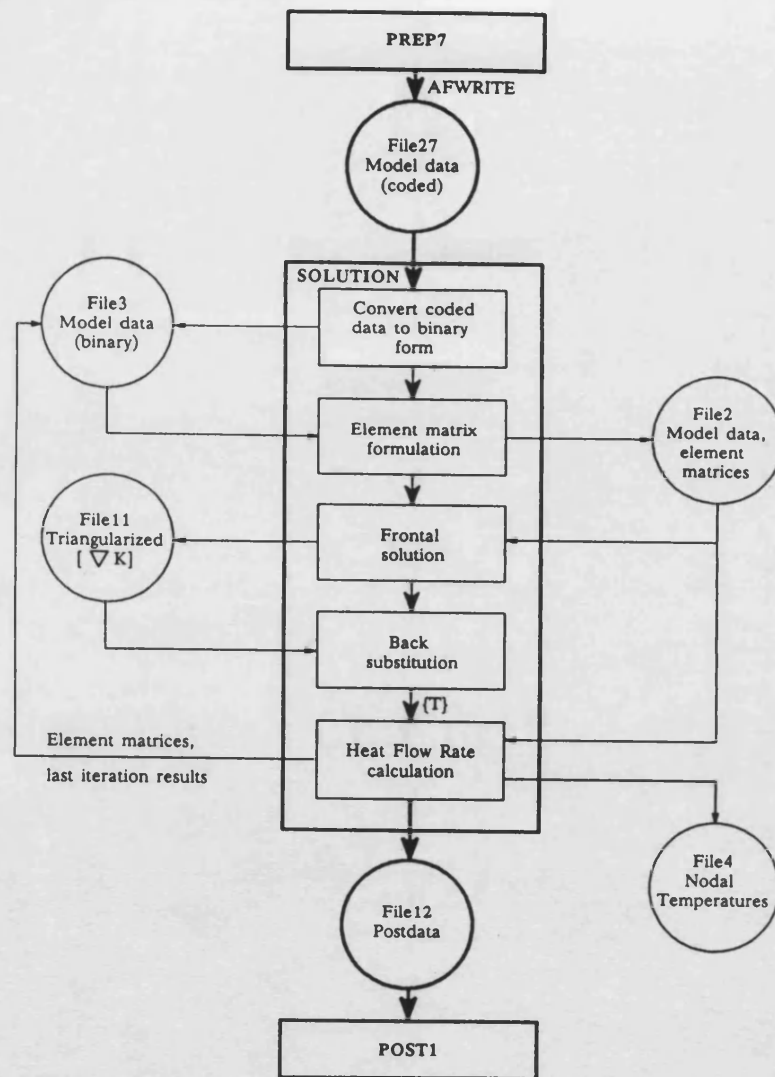 PREP7
AFWRITE
File27
Model data
(coded)
SOLUTION
Convert coded
data to binary
form
File3
Model data
(binary)
Element matrix
formulation
File2
Model data,
element
matrices
Frontal
solution
File11
Triangularized
[ ▽ K]
Back
substitution
{T}
Element matrices,
last iteration results
Heat Flow Rate
calculation
File4
Nodal
Temperatures
File12
Postdata
POST1